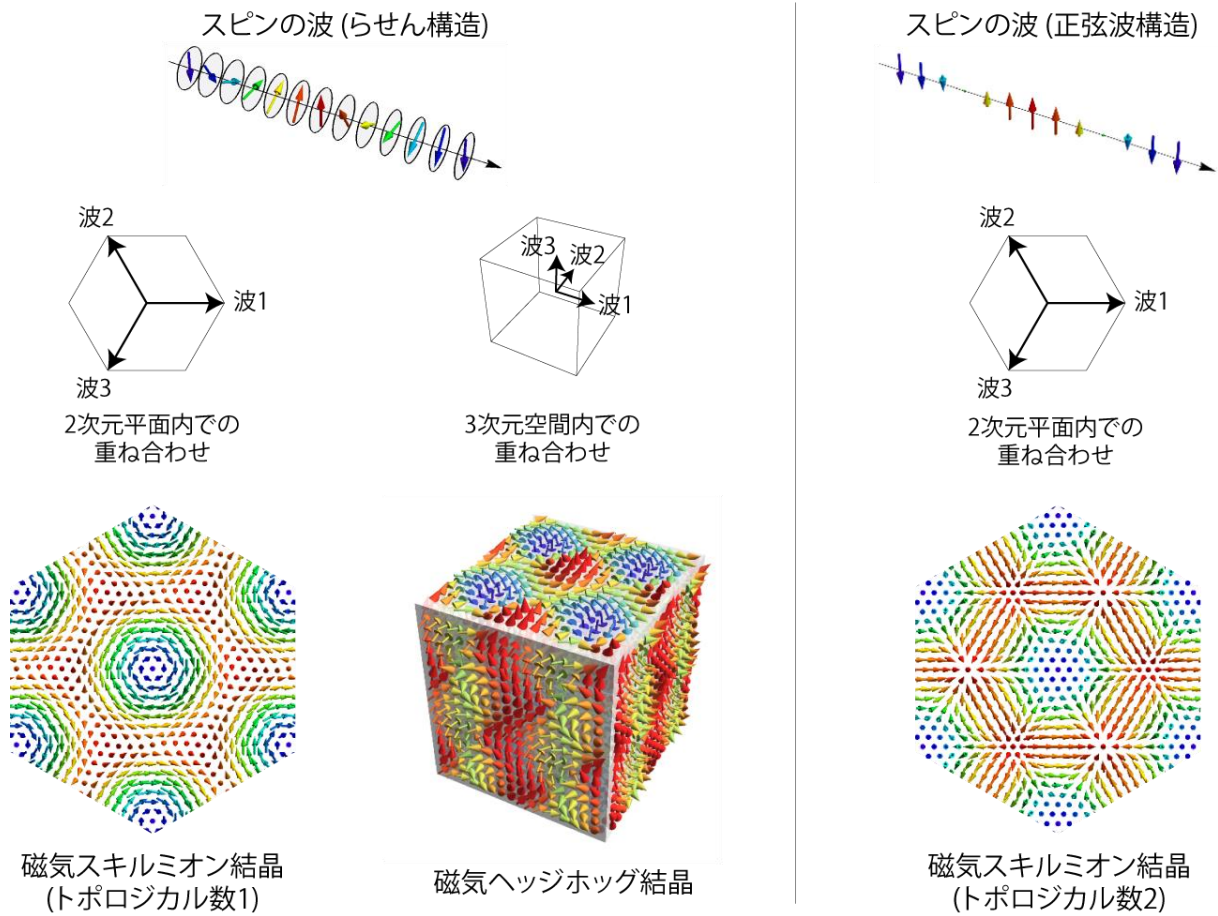 スピンの波 (らせん構造)
波2
波1
波3
2次元平面内での
重ね合わせ
波3
波2
波1
3次元空間内での
重ね合わせ
磁気スキルミオン結晶
(トポロジカル数1)
磁気ヘッジホッグ結晶
スピンの波 (正弦波構造)
波2
波1
波3
2次元平面内での
重ね合わせ
磁気スキルミオン結晶
(トポロジカル数2)